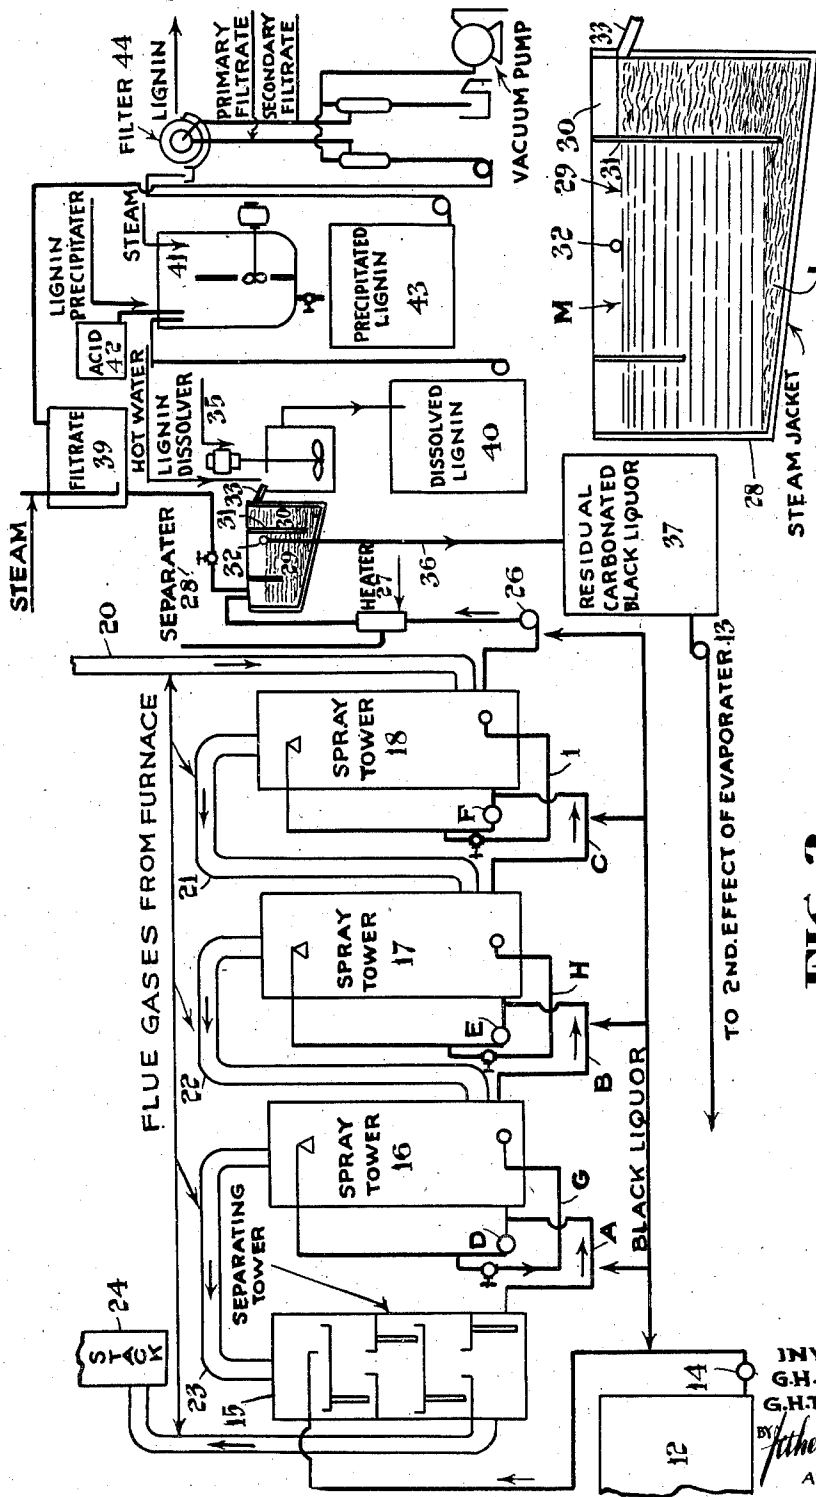 FILTER 44
LIGNIN
PRIMARY
FILTRATE
SECONDARY
FILTRATE
VACUUM PUMP
LIGNIN
PRECIPITATER
STEAM
41
ACID
42
PRECIPITATED
LIGNIN
43
HOT WATER
LIGNIN
DISSOLVER
35
FILTRATE
39
STEAM
DISSOLVED
LIGNIN
40
SEPARATER
28
33
31
30
32
29
36
HEATER
27
26
RESIDUAL
CARBONATED
BLACK LIQUOR
37
TO 2ND. EFFECT OF EVAPORATER.13
33
30
31
29
32
M
28
STEAM JACKET
20
FLUE GASES FROM FURNACE
SPRAY
TOWER
18
F
1
C
21
SPRAY
TOWER
17
E
H
B
22
SPRAY
TOWER
16
D
G
A
BLACK LIQUOR
SEPARATING
TOWER
23
15
24
STACK
14
12
G.H.
G.H.T
BY
A